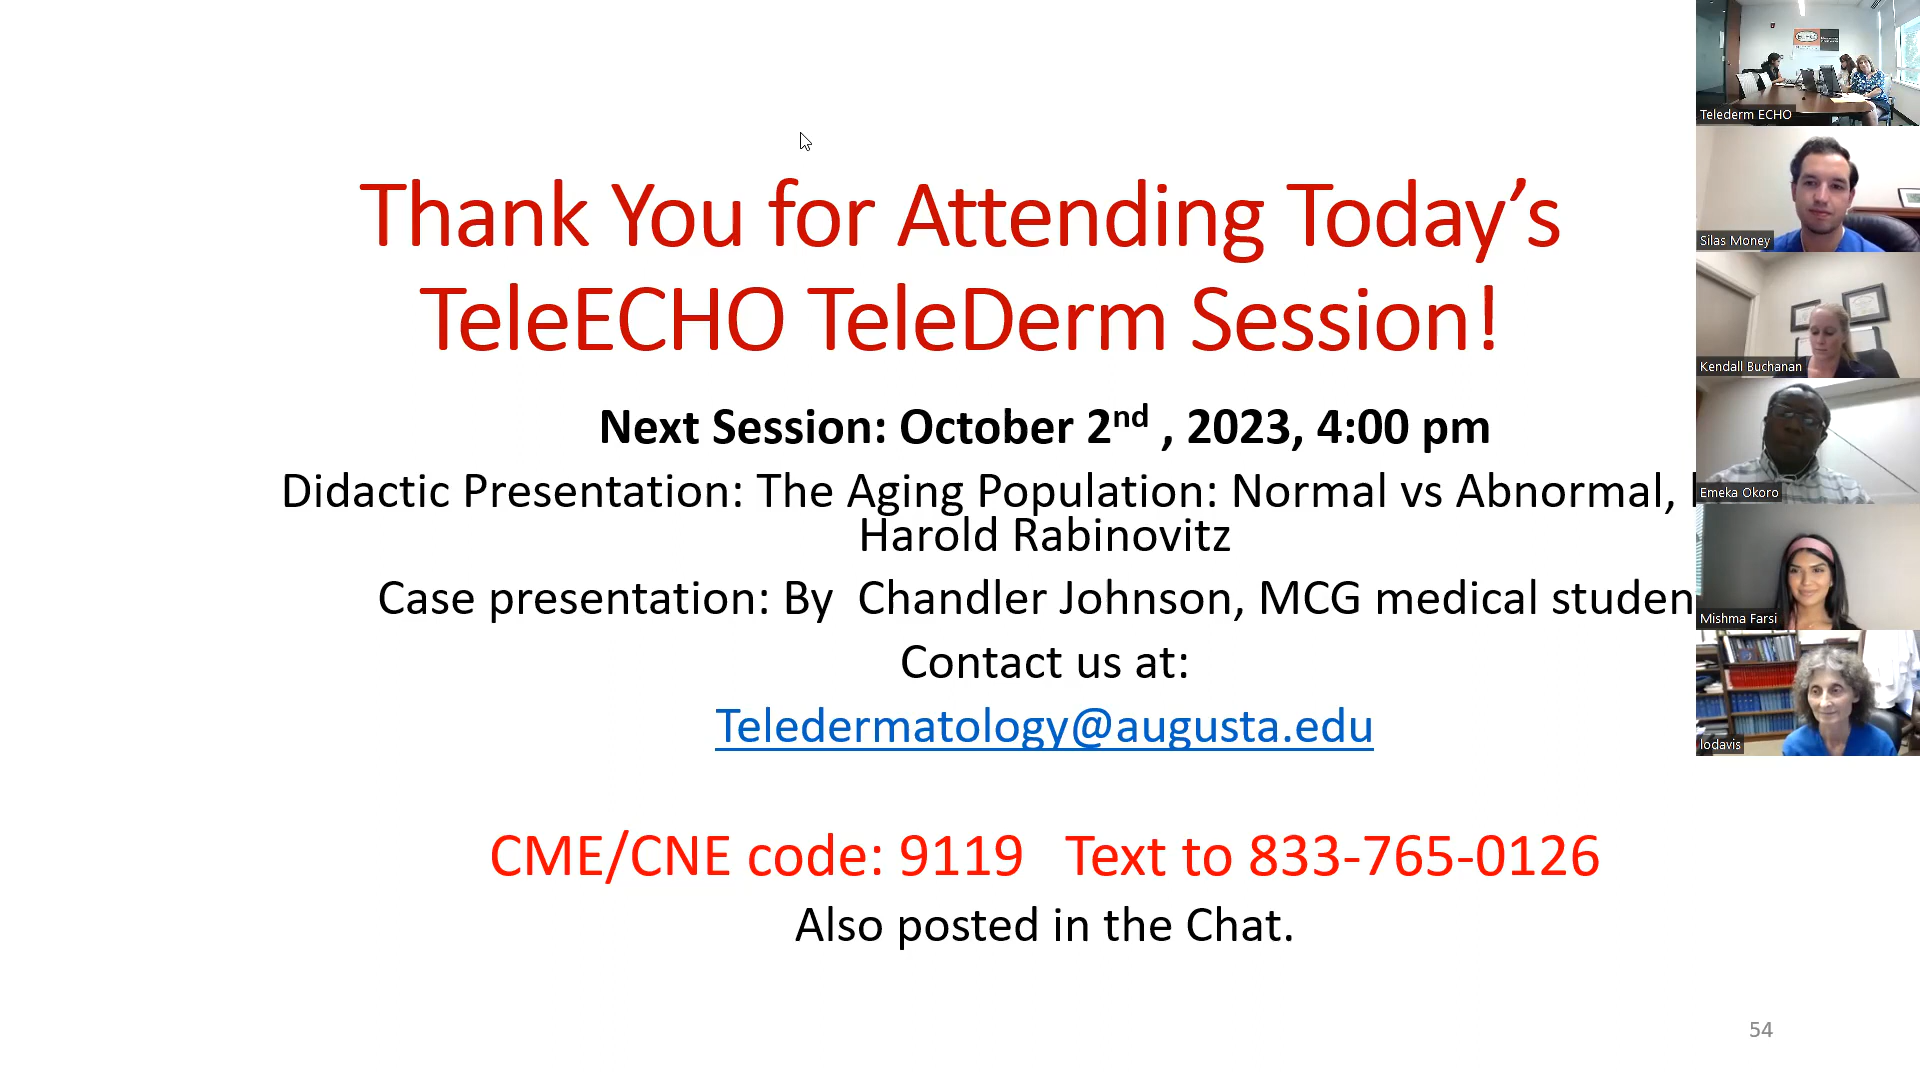 Thank You for Attending Today’s
TeleECHO TeleDerm Session!
Next Session: October 2nd , 2023, 4:00 pm
Didactic Presentation: The Aging Population: Normal vs Abnormal,
Harold Rabinovitz
Case presentation: By Chandler Johnson, MCG medical studen
Contact us at:
Teledermatology@augusta.edu
CME/CNE code: 9119 Text to 833-765-0126
Also posted in the Chat.
54
Telederm ECHO
Silas Money
Kendall Buchanan
Emeka Okoro
Mishma Farsi
lodavis